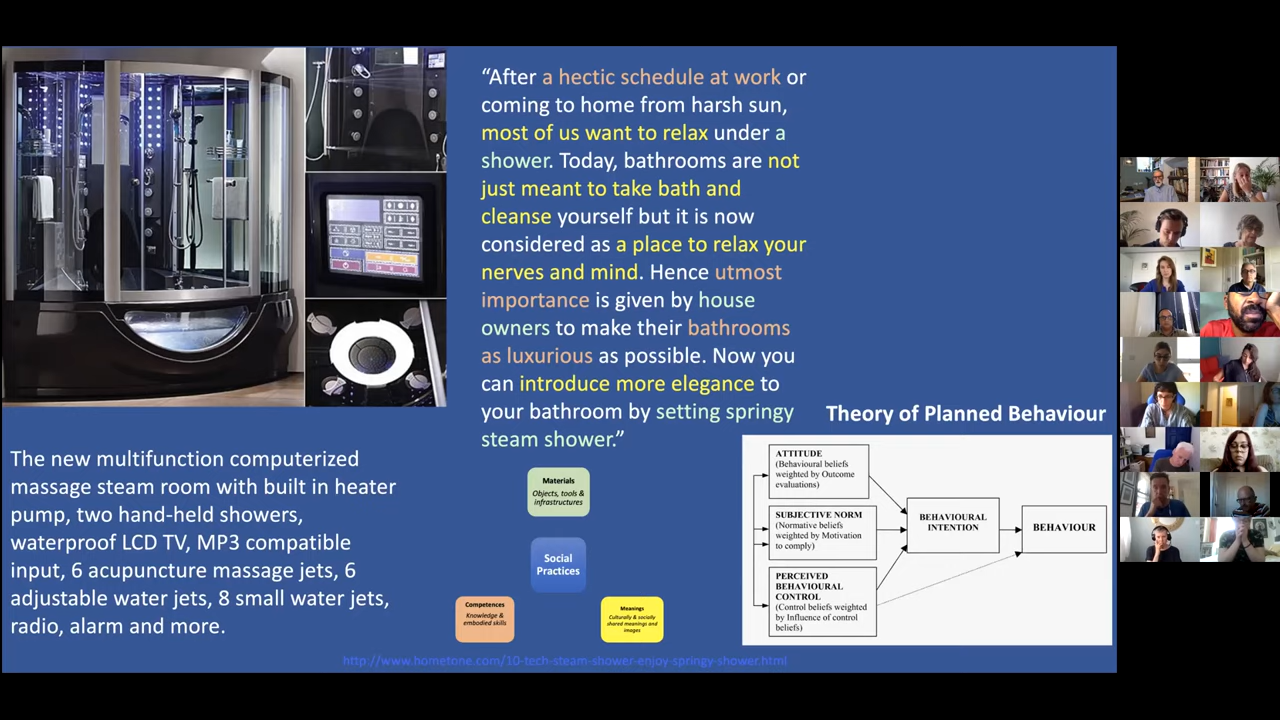 “After a hectic schedule at work or
coming to home from harsh sun,
most of us want to relax under a
shower. Today, bathrooms are not
just meant to take bath and
cleanse yourself but it is now
considered as a place to relax your
nerves and mind. Hence utmost
importance is given by house
owners to make their bathrooms
as luxurious as possible. Now you
can introduce more elegance to
your bathroom by setting springy
steam shower.”
The new multifunction computerized
massage steam room with built in heater
pump, two hand-held showers,
waterproof LCD TV, MP3 compatible
input, 6 acupuncture massage jets, 6
adjustable water jets, 8 small water jets,
radio, alarm and more.
Materials
Objects, tools &
infrastructures
Social
Practices
Competences
Knowledge &
embodied skills
Meanings
Culturally & socially
shared meanings and
images
Theory of Planned Behaviour
ATTITUDE
(Behavioural beliefs
weighted by Outcome
evaluations)
SUBJECTIVE NORM
(Normative beliefs
weighted by Motivation
to comply)
PERCEIVED
BEHAVIOURAL
CONTROL
(Control beliefs weighted
by Influence of control
beliefs)
BEHAVIOURAL
INTENTION
BEHAVIOUR
http://www.hometone.com/10-tech-steam-shower-enjoy-springy-shower.html